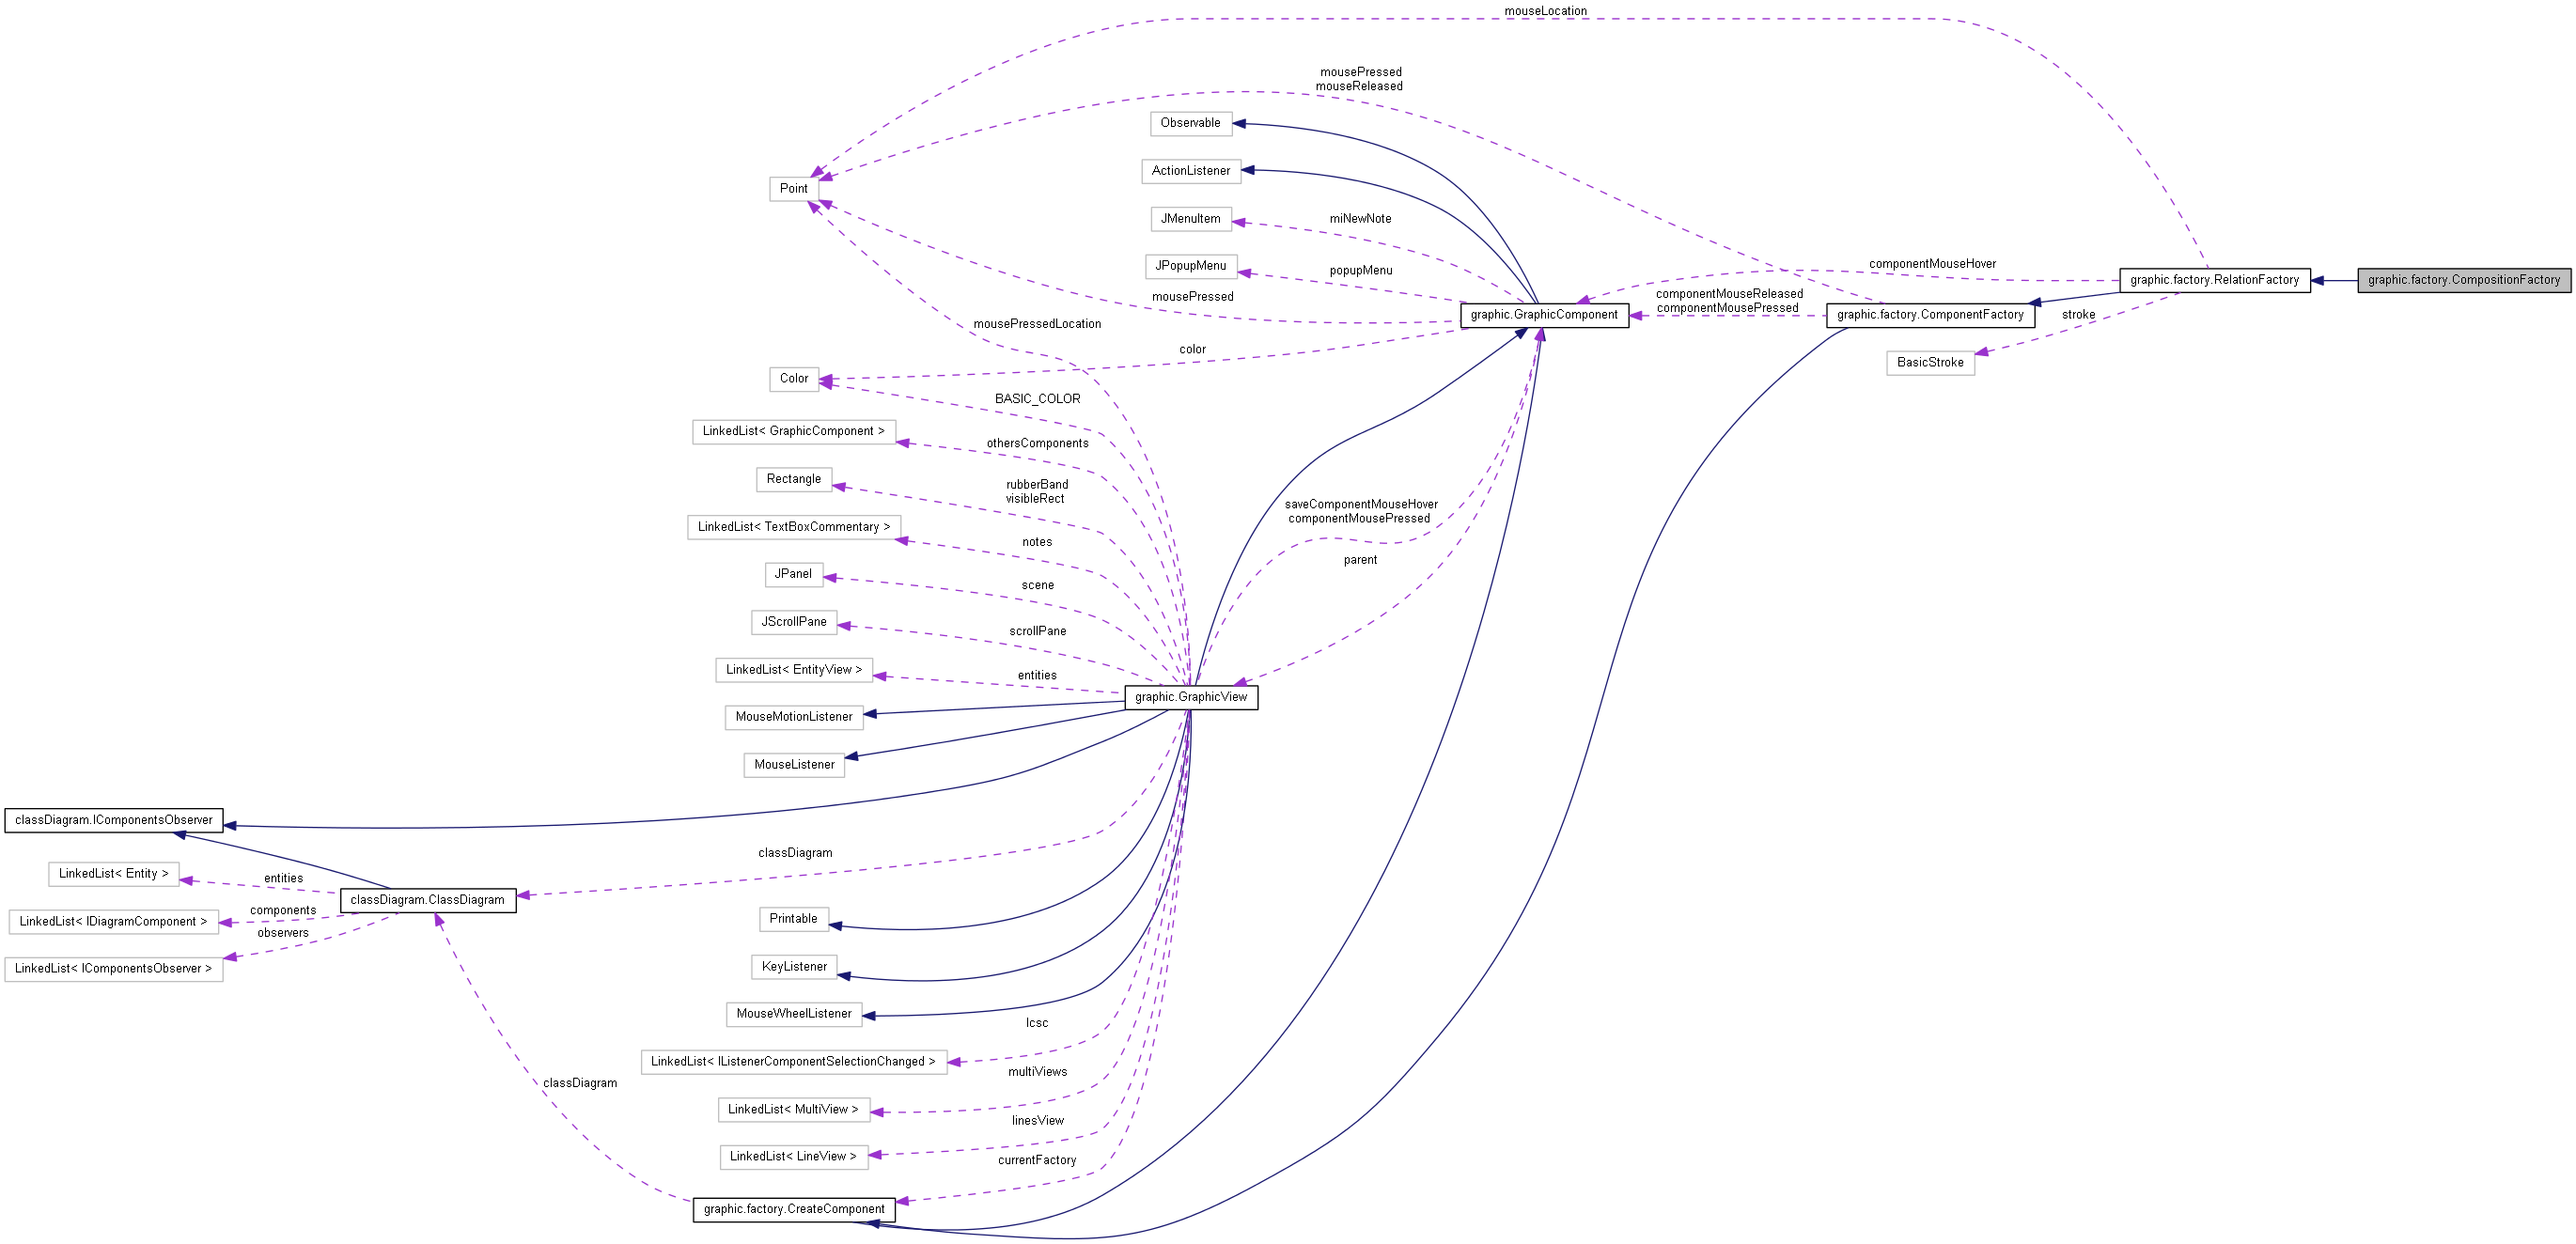 mouseLocation
mousePressed
mouseReleased
Observable
ActionListener
Point
JMenuItem
miNewNote
JPopupMenu
popupMenu
componentMouseHover
graphic.factory.RelationFactory
graphic.factory.CompositionFactory
mousePressed
componentMouseReleased
componentMousePressed
graphic.GraphicComponent
graphic.factory.ComponentFactory
stroke
mousePressedLocation
color
BasicStroke
Color
BASIC_COLOR
LinkedList< GraphicComponent >
othersComponents
Rectangle
rubberBand
visibleRect
saveComponentMouseHover
componentMousePressed
LinkedList< TextBoxCommentary >
notes
parent
JPanel
scene
JScrollPane
scrollPane
LinkedList< EntityView >
entities
graphic.GraphicView
MouseMotionListener
MouseListener
classDiagram.IComponentsObserver
classDiagram
LinkedList< Entity >
entities
classDiagram.ClassDiagram
LinkedList< IDiagramComponent >
components
observers
LinkedList< IComponentsObserver >
Printable
KeyListener
MouseWheelListener
lcsc
LinkedList< IListenerComponentSelectionChanged >
multiViews
classDiagram
LinkedList< MultiView >
linesView
LinkedList< LineView >
currentFactory
graphic.factory.CreateComponent